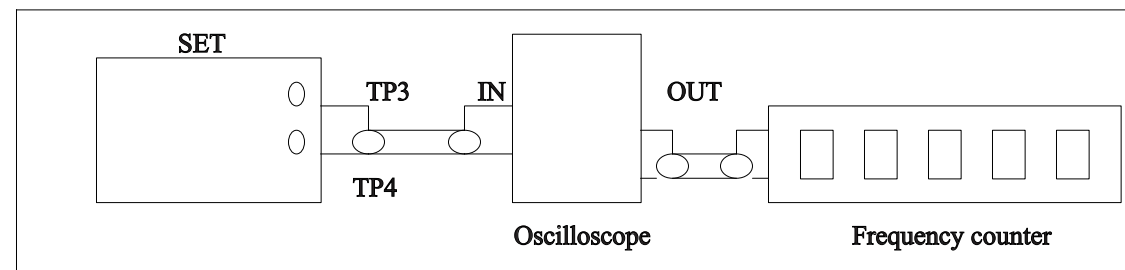 SET
TP3
IN
OUT
TP4
Oscilloscope
Frequency counter